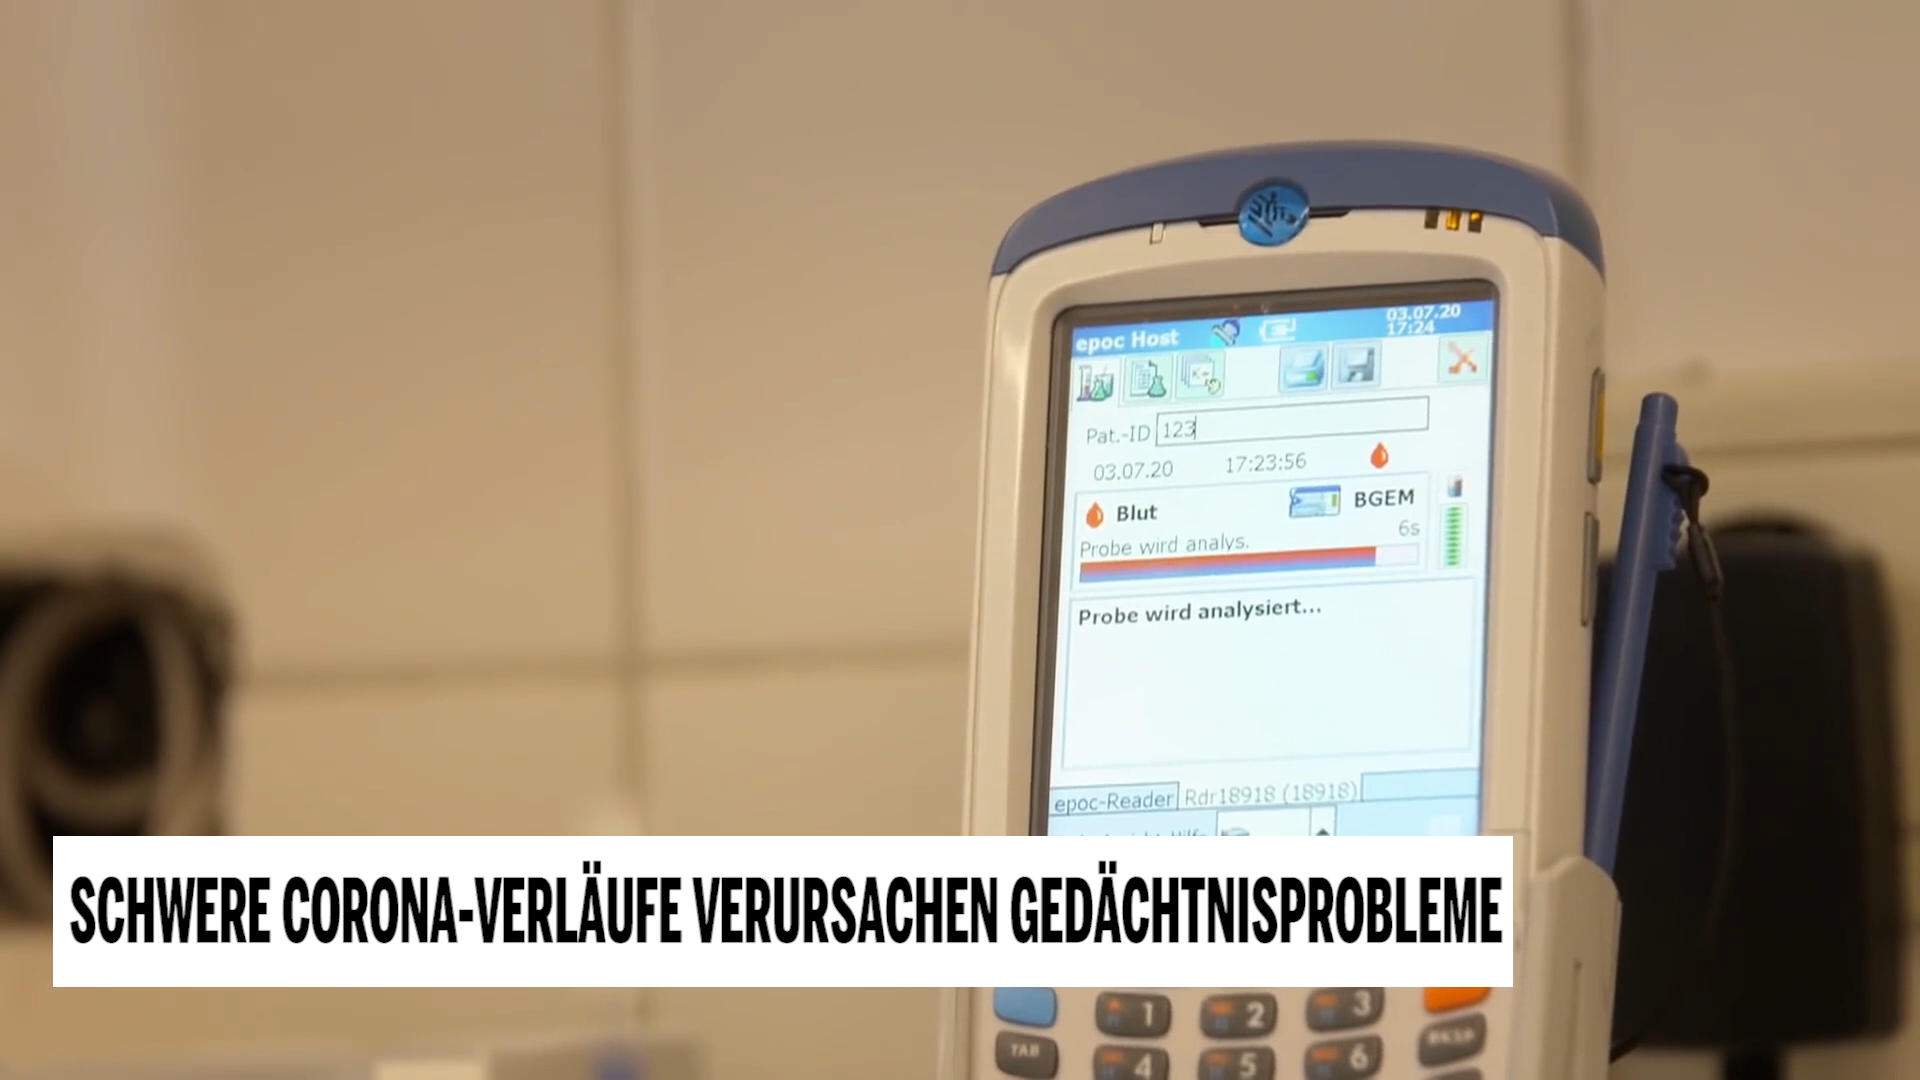 epoc Host
03.07.20
17:24
Pat.-ID 123
03.07.20 17:23:56
Blut BGEM
6s
Probe wird analys.
Probe wird analysiert...
epoc-Reader Rdr18918 (18918)
SCHWERE CORONA-VERLÄUFE VERURSACHEN GEDÄCHTNISPROBLEME
1 2 3
TAB 4 5 6 BKSP